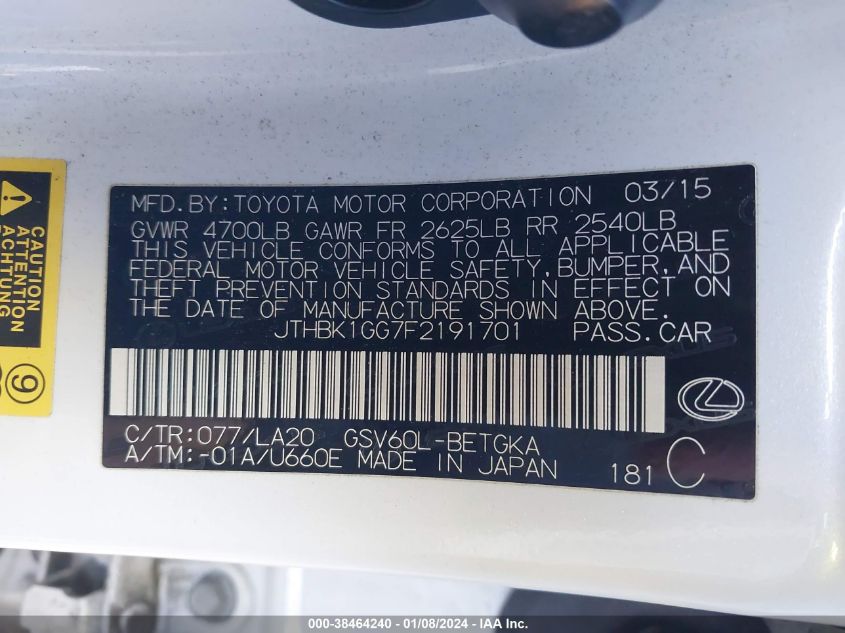 MFD.BY:TOYOTA MOTOR CORPORATION 03/15
GVWR 4700LB GAWR FR 2625LB RR 2540LB
THIS VEHICLE CONFORMS TO ALL APPLICABLE
FEDERAL MOTOR VEHICLE SAFETY,BUMPER,AND
THEFT PREVENTION STANDARDS IN EFFECT ON
THE DATE OF MANUFACTURE SHOWN ABOVE.
JTHBK1GG7F2191701 PASS.CAR
C/TR:077/LA20 GSV60L-BETGKA
A/TM:-01A/U660E MADE IN JAPAN 181 C
CAUTION
ATTENTION
ACHTUNG
9
000-38464240 - 01/08/2024 - IAA Inc.